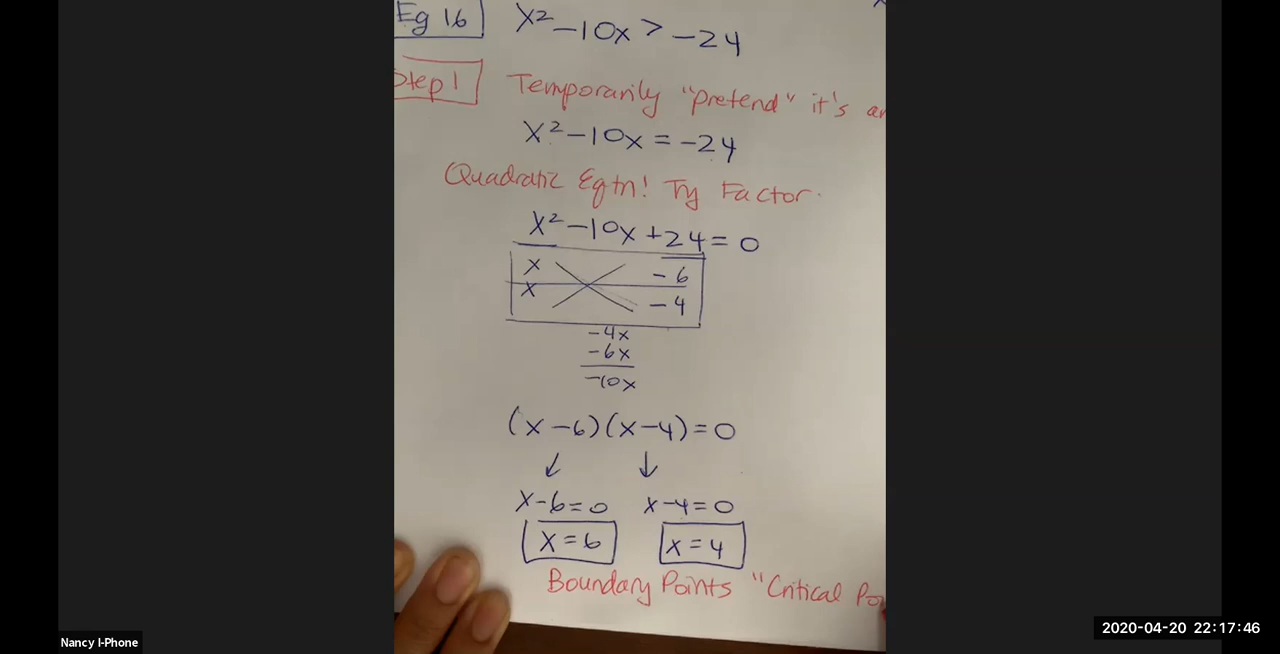 Eg 16 x² -10x > -24
Step 1 Temporarily "pretend" it's an
x² -10x = -24
Quadratic Eqtn! Try Factor.
x² -10x +24 = 0
x -6
x -4
-4x
-6x
-10x
(x-6)(x-4)=0
↙ ↓
x-6=0 x-4=0
x=6 x=4
Boundary Points "Critical
Nancy I-Phone
2020-04-20 22:17:46